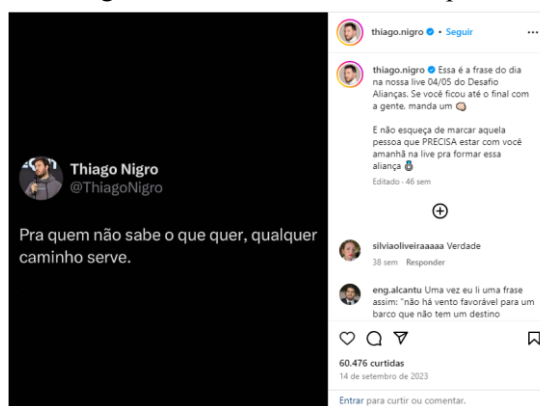 Thiago Nigro
@ThiagoNigro
Pra quem não sabe o que quer, qualquer
caminho serve.
thiago.nigro • Seguir
thiago.nigro Essa é a frase do dia
na nossa live 04/05 do Desafio
Alianças. Se você ficou até o final com
a gente, manda um
E não esqueça de marcar aquela
pessoa que PRECISA estar com você
amanhã na live pra formar essa
aliança
Editado · 46 sem
silviaoliveiraaaaa Verdade
38 sem Responder
eng.alcantu Uma vez eu li uma frase
assim: "não há vento favorável para um
barco que não tem um destino
60.476 curtidas
14 de setembro de 2023
Entrar para curtir ou comentar.